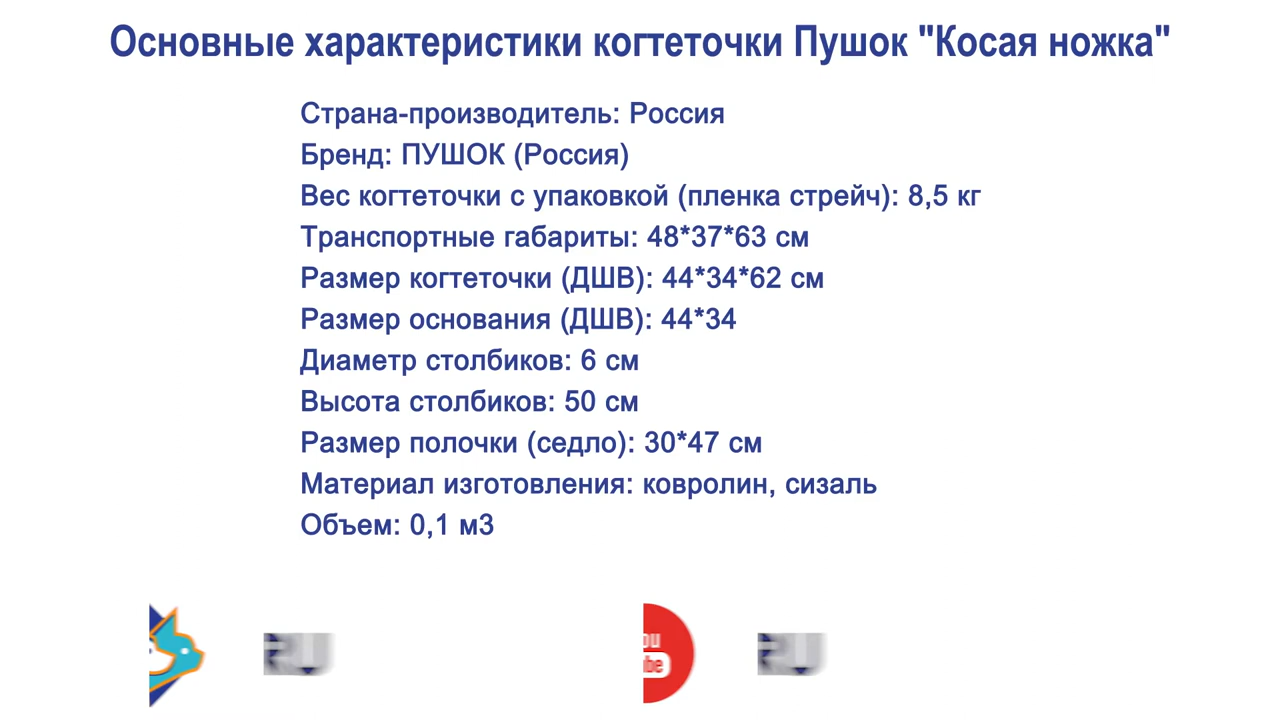 Основные характеристики когтеточки Пушок "Косая ножка"
Страна-производитель: Россия
Бренд: ПУШОК (Россия)
Вес когтеточки с упаковкой (пленка стрейч): 8,5 кг
Транспортные габариты: 48*37*63 см
Размер когтеточки (ДШВ): 44*34*62 см
Размер основания (ДШВ): 44*34
Диаметр столбиков: 6 см
Высота столбиков: 50 см
Размер полочки (седло): 30*47 см
Материал изготовления: ковролин, сизаль
Объем: 0,1 м3